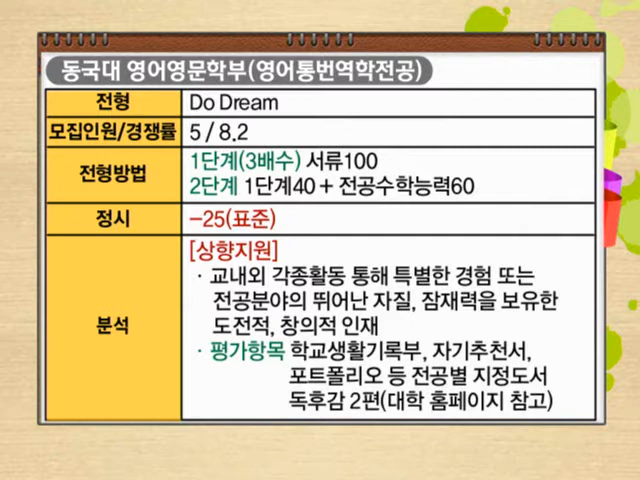 동국대 영어영문학부(영어통번역학전공)
전형 Do Dream
모집인원/경쟁률 5 / 8.2
전형방법 1단계(3배수) 서류100
2단계 1단계40 + 전공수학능력60
정시 -25(표준)
분석 [상향지원]
· 교내외 각종활동 통해 특별한 경험 또는
전공분야의 뛰어난 자질, 잠재력을 보유한
도전적, 창의적 인재
· 평가항목 학교생활기록부, 자기추천서,
포트폴리오 등 전공별 지정도서
독후감 2편(대학 홈페이지 참고)